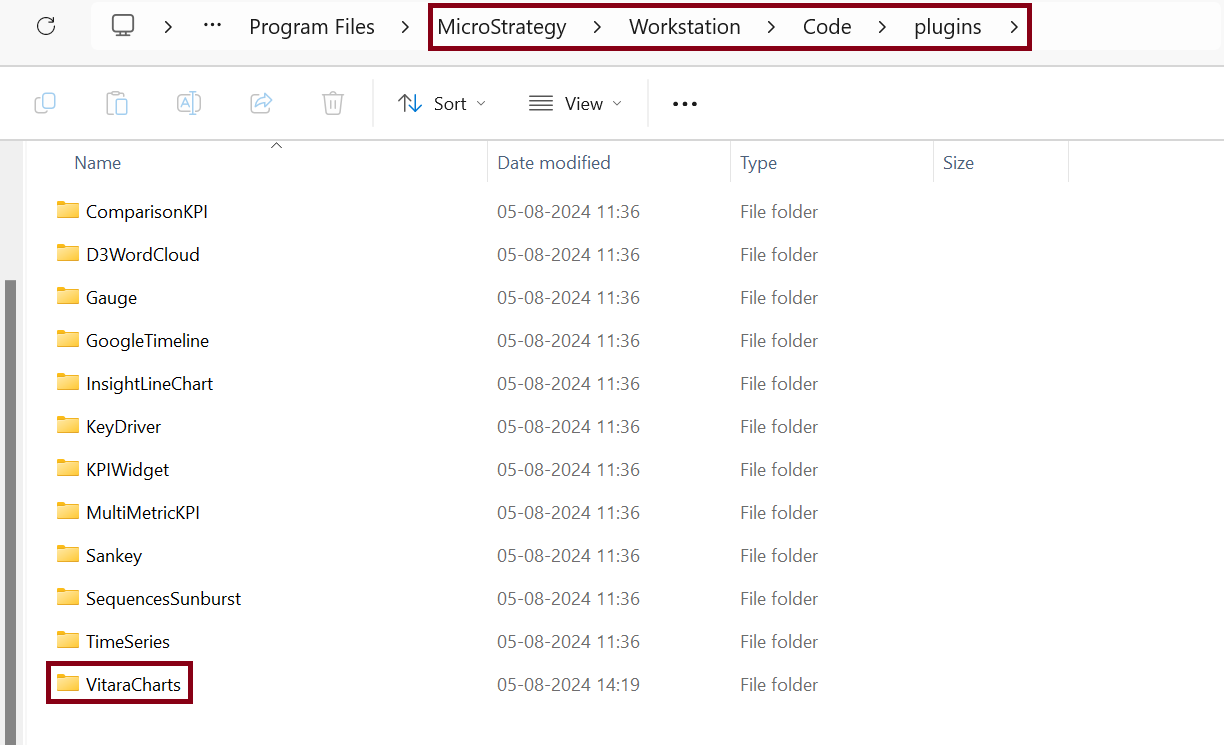 Program Files MicroStrategy Workstation Code plugins
Sort View
Name Date modified Type Size
ComparisonKPI 05-08-2024 11:36 File folder
D3WordCloud 05-08-2024 11:36 File folder
Gauge 05-08-2024 11:36 File folder
GoogleTimeline 05-08-2024 11:36 File folder
InsightLineChart 05-08-2024 11:36 File folder
KeyDriver 05-08-2024 11:36 File folder
KPIWidget 05-08-2024 11:36 File folder
MultiMetricKPI 05-08-2024 11:36 File folder
Sankey 05-08-2024 11:36 File folder
SequencesSunburst 05-08-2024 11:36 File folder
TimeSeries 05-08-2024 11:36 File folder
VitaraCharts 05-08-2024 14:19 File folder